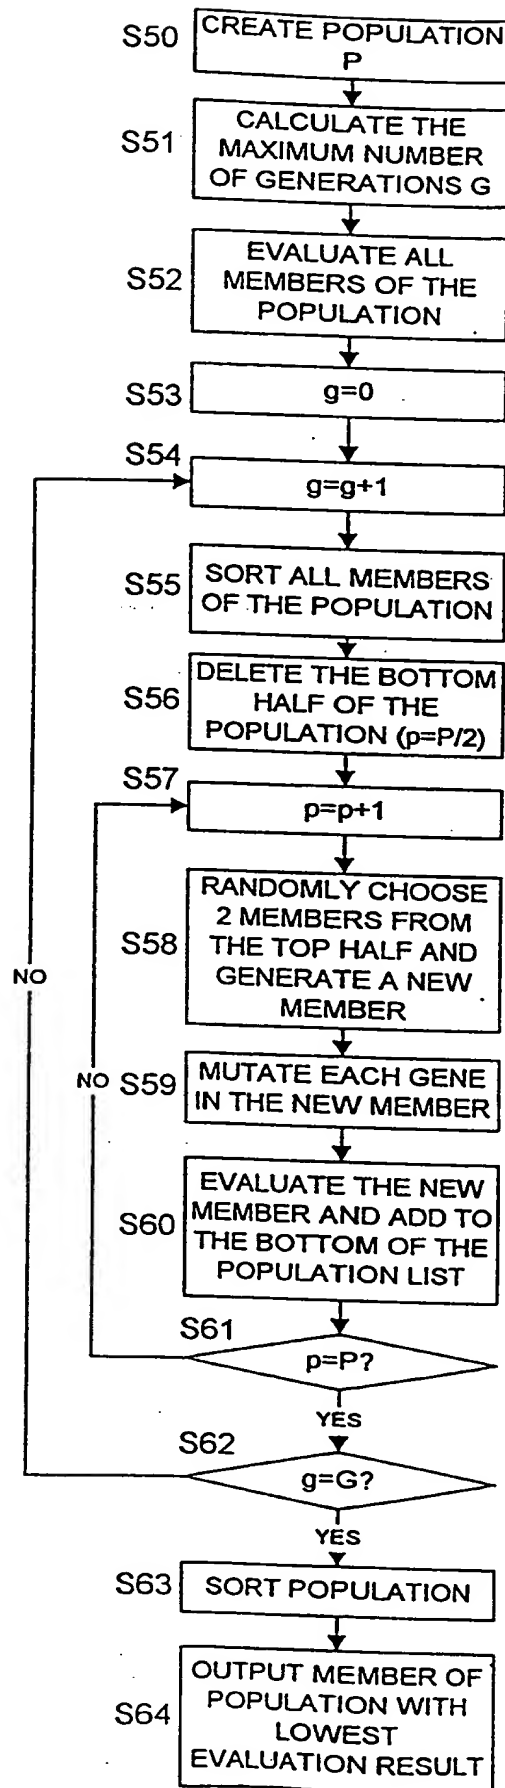 S50
CREATE POPULATION
P
S51
CALCULATE THE
MAXIMUM NUMBER
OF GENERATIONS G
S52
EVALUATE ALL
MEMBERS OF THE
POPULATION
S53
g=0
S54
g=g+1
S55
SORT ALL MEMBERS
OF THE POPULATION
S56
DELETE THE BOTTOM
HALF OF THE
POPULATION (p=P/2)
S57
p=p+1
S58
RANDOMLY CHOOSE
2 MEMBERS FROM
THE TOP HALF AND
GENERATE A NEW
MEMBER
NO
NO
S59
MUTATE EACH GENE
IN THE NEW MEMBER
S60
EVALUATE THE NEW
MEMBER AND ADD TO
THE BOTTOM OF THE
POPULATION LIST
S61
p=P?
YES
S62
g=G?
YES
S63
SORT POPULATION
S64
OUTPUT MEMBER OF
POPULATION WITH
LOWEST
EVALUATION RESULT